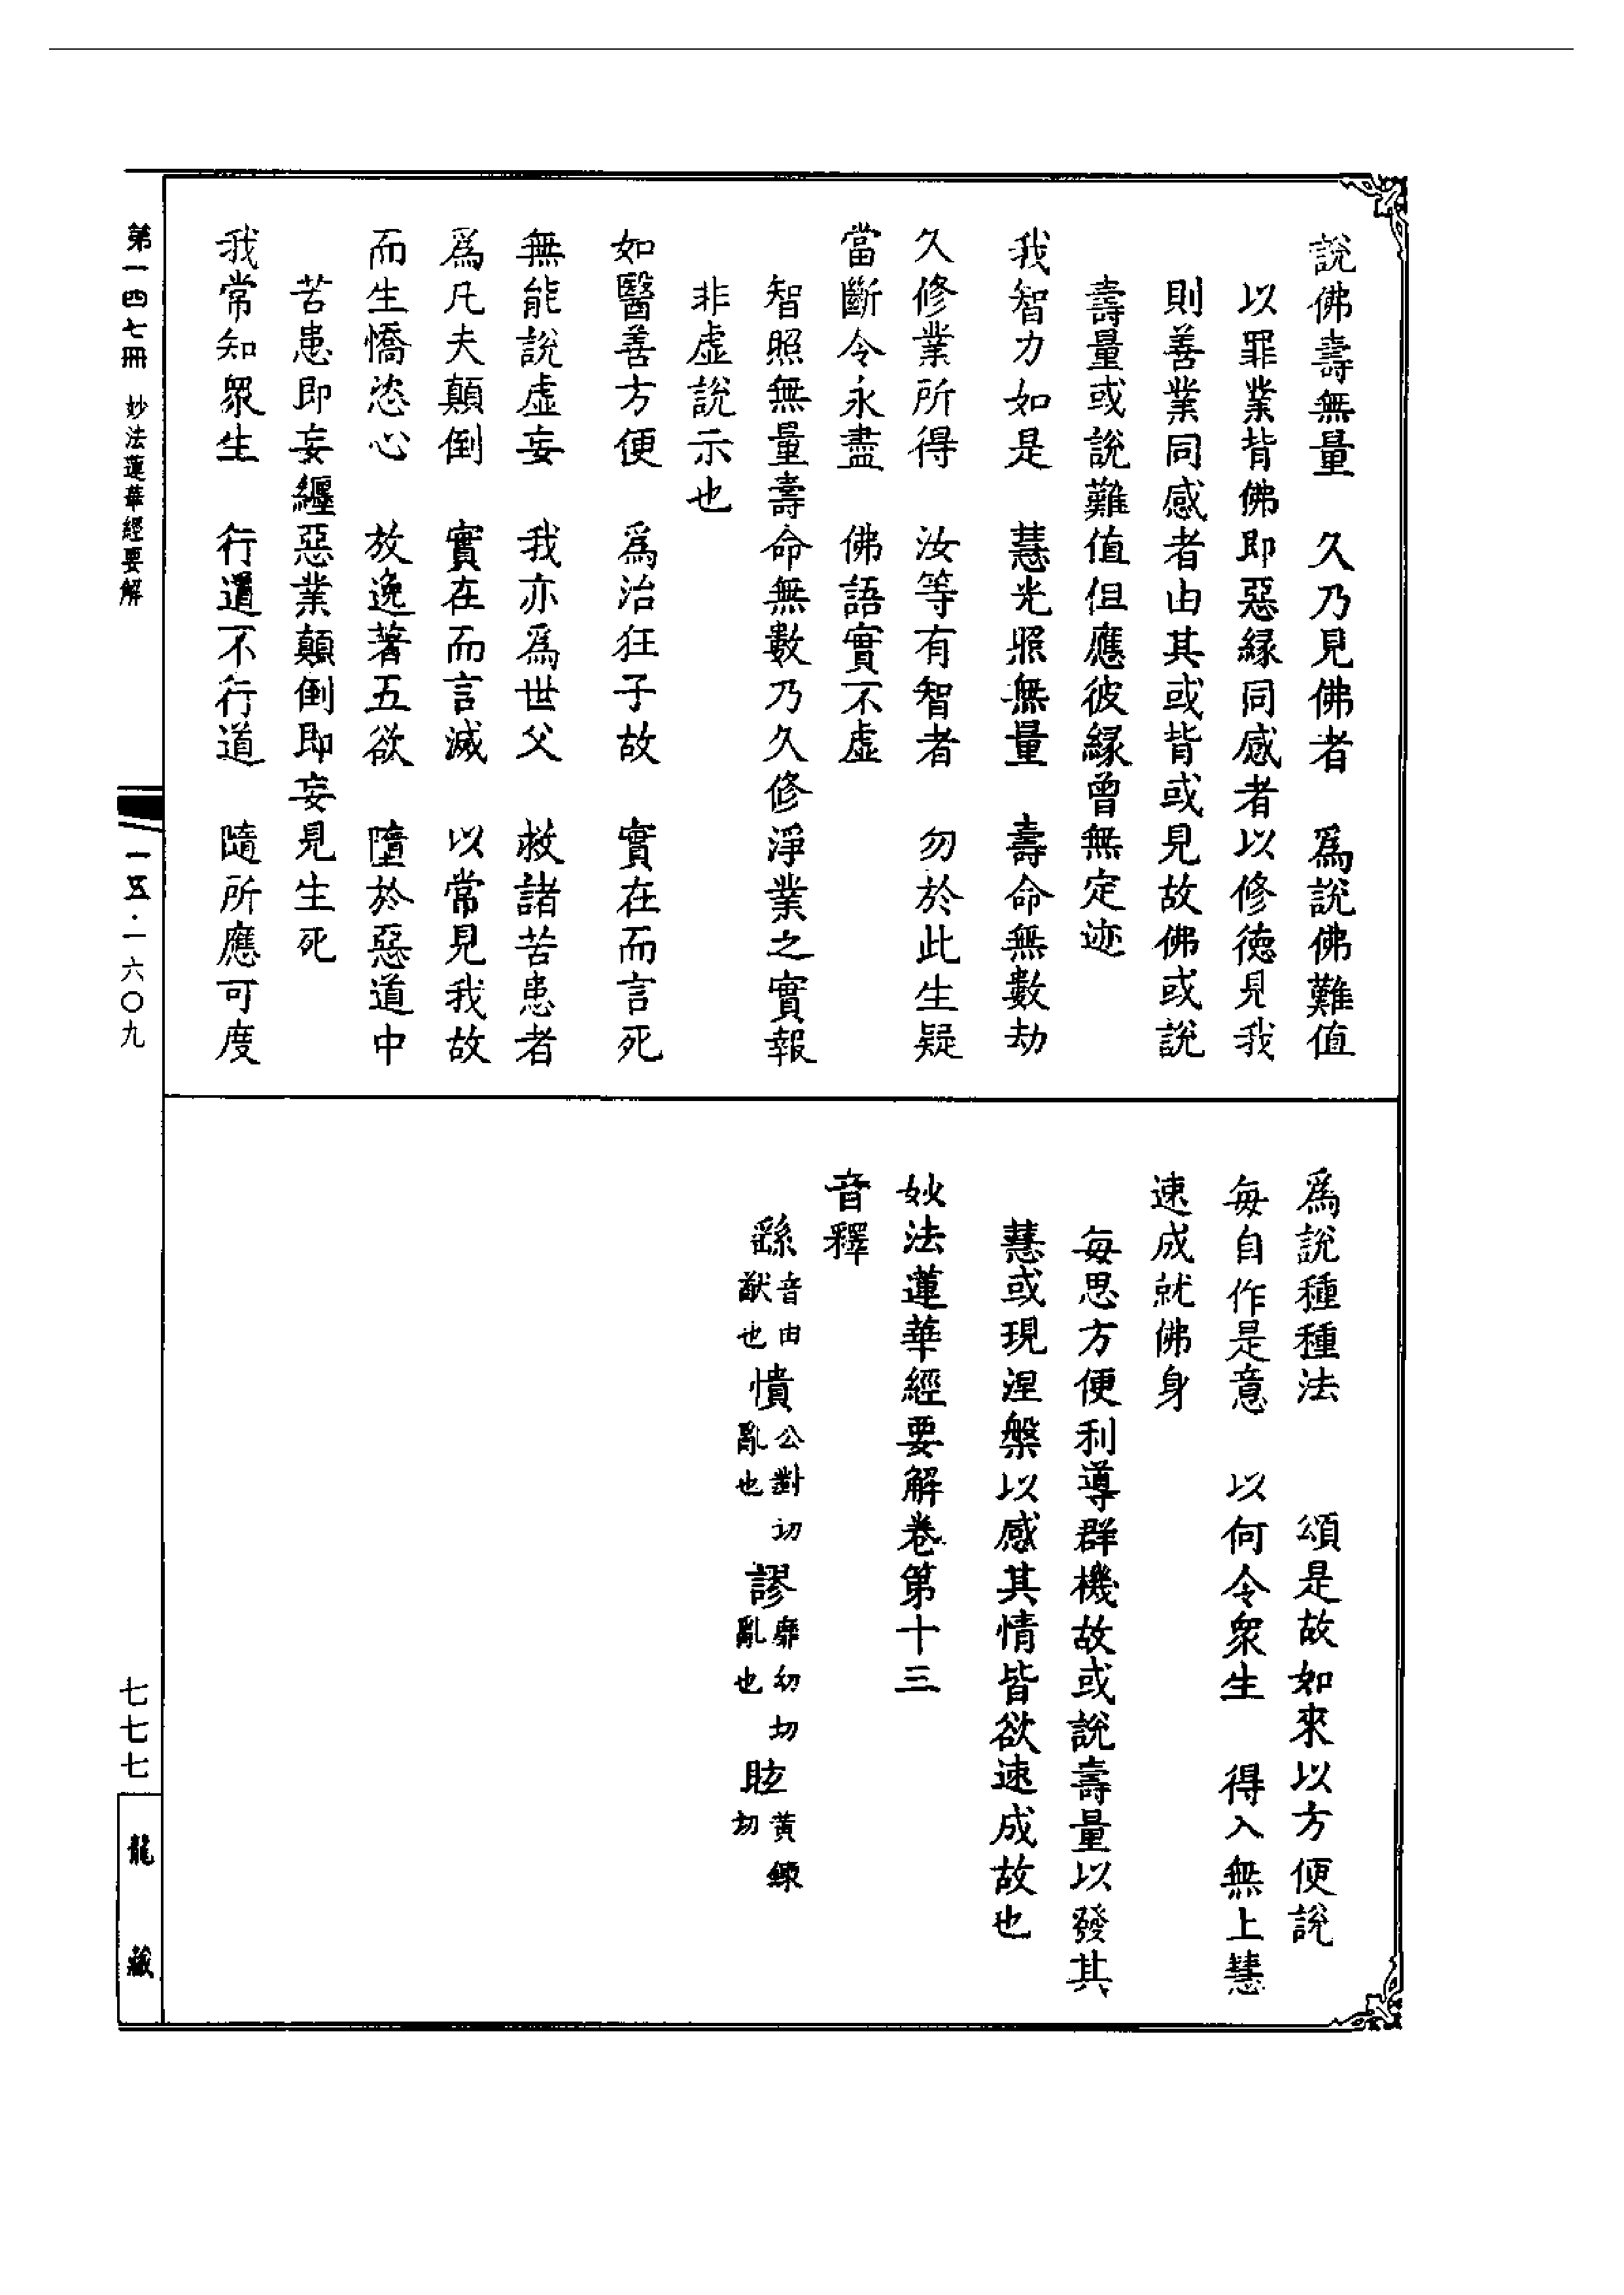 說佛壽無量　久乃見佛者　為說佛難值
以罪業背佛即惡緣同感者以修德見我
則善業同感者由其或背或見故佛或說
壽量或說難值但應彼緣曾無定迹
我智力如是　慧光照無量　壽命無數劫
久修業所得　汝等有智者　勿於此生疑
當斷令永盡　佛語實不虛
智照無量壽命無數乃久修淨業之實報
非虛說示也
如醫善方便　為治狂子故　實在而言死
無能說虛妄　我亦為世父　救諸苦患者
為凡夫顛倒　實在而言滅　以常見我故
而生憍恣心　放逸著五欲　墮於惡道中
苦患即妄纏惡業顛倒即妄見生死
我常知眾生　行道不行道　隨所應可度
為說種種法　　頌是故如來以方便說
每自作是意　以何令眾生　得入無上慧
速成就佛身
每思方便利導群機故或說壽量以發其
慧或現涅槃以感其情皆欲速成故也
妙法蓮華經要解卷第十三
音釋
繇音由猷也憒公對切亂也謬靡幼切亂也眩黃練切
第一四七冊　妙法蓮華經要解
一五·一六〇九
七七七
龍藏